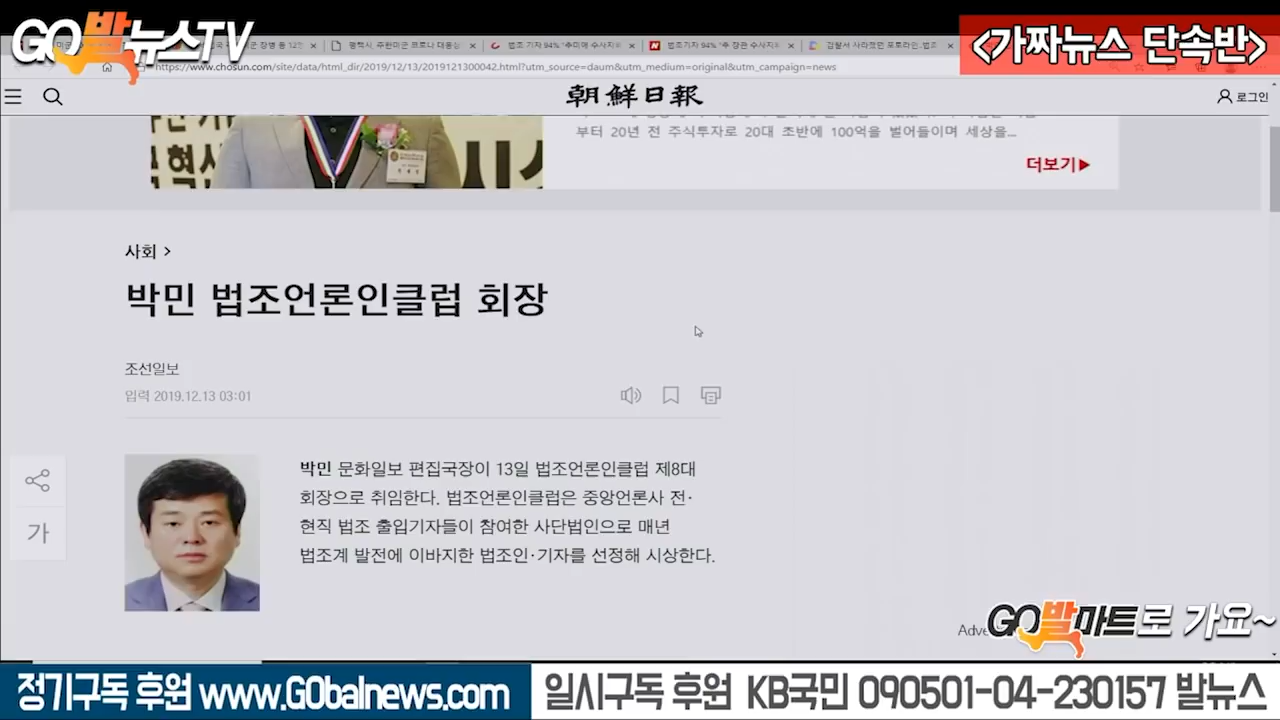 GO발뉴스TV
<가짜뉴스 단속반>
https://www.chosun.com/site/data/html_dir/2019/12/13/2019121300042.html?utm_source=daum&utm_medium=original&utm_campaign=news
朝鮮日報
로그인
부터 20년 전 주식투자로 20대 초반에 100억을 벌어들이며 세상을...
더보기▶
사회 >
박민 법조언론인클럽 회장
조선일보
입력 2019.12.13 03:01
가
박민 문화일보 편집국장이 13일 법조언론인클럽 제8대
회장으로 취임한다. 법조언론인클럽은 중앙언론사 전·
현직 법조 출입기자들이 참여한 사단법인으로 매년
법조계 발전에 이바지한 법조인·기자를 선정해 시상한다.
GO발마트로 가요~
정기구독 후원 www.GObalnews.com
일시구독 후원 KB국민 090501-04-230157 발뉴스